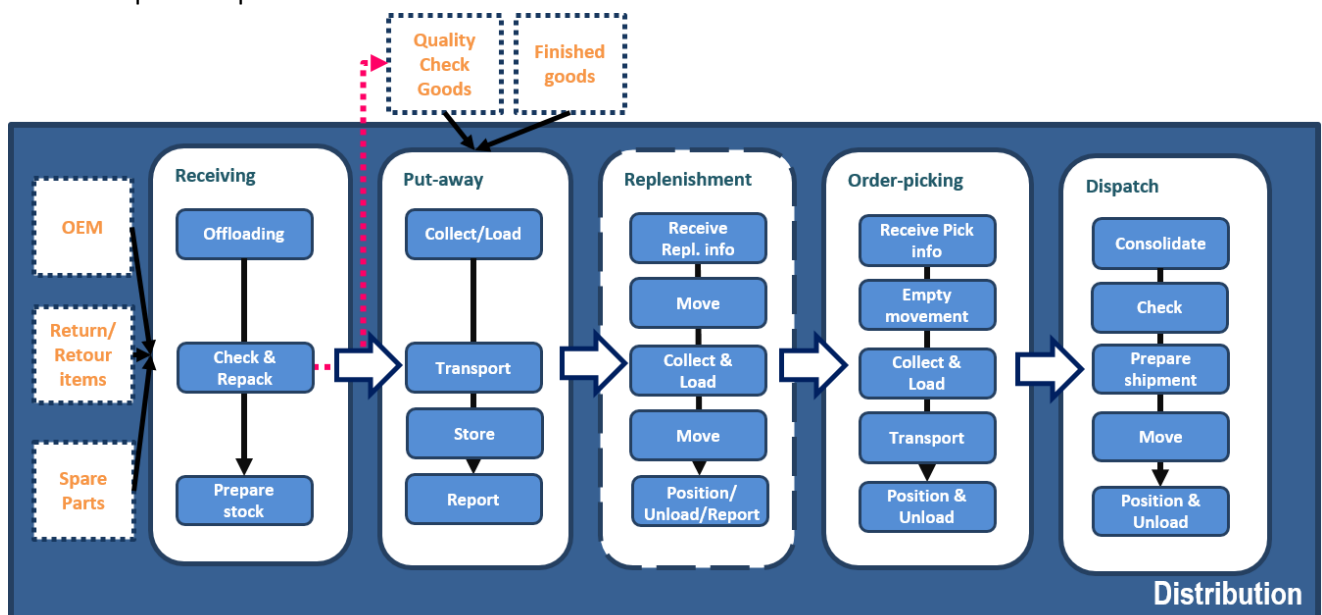 Quality
Check
Goods
Finished
goods
Receiving
Put-away
Replenishment
Order-picking
Dispatch
OEM
Return/
Retour
items
Spare
Parts
Offloading
Check &
Repack
Prepare
stock
Collect/Load
Transport
Store
Report
Receive
Repl. info
Move
Collect &
Load
Move
Position/
Unload/Report
Receive Pick
info
Empty
movement
Collect &
Load
Transport
Position &
Unload
Consolidate
Check
Prepare
shipment
Move
Position &
Unload
Distribution